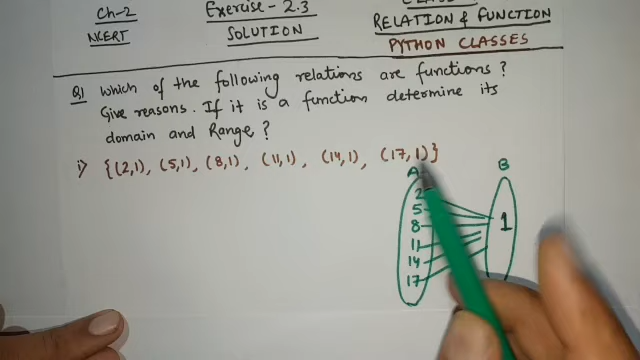 Ch-2
NCERT
Exercise - 2.3
SOLUTION
RELATION & FUNCTION
PYTHON CLASSES
Q.1 Which of the following relations are functions?
Give reasons. If it is a function determine its
domain and Range?
i) {(2,1), (5,1), (8,1), (11,1), (14,1), (17,1)}
A B
2
5
8
11
14
17
1